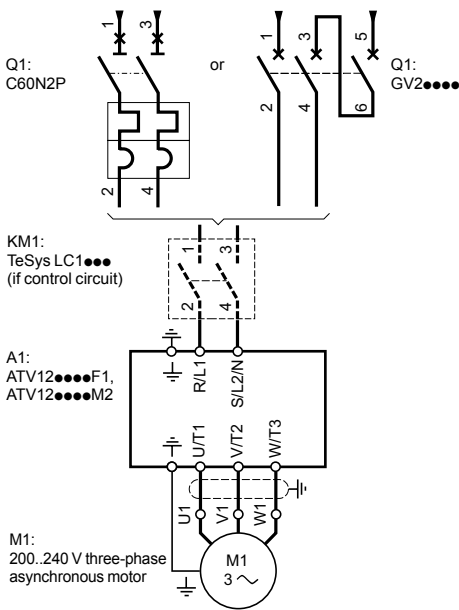 1
3
1
3
5
Q1:
C60N2P
or
Q1:
GV2●●●●
2
4
6
2
4
KM1:
TeSys LC1●●●
(if control circuit)
1
3
2
4
A1:
ATV12●●●●F1,
ATV12●●●●M2
R/L1
S/L2/N
U/T1
V/T2
W/T3
U1
V1
W1
M1:
200..240 V three-phase
asynchronous motor
M1
3 ~